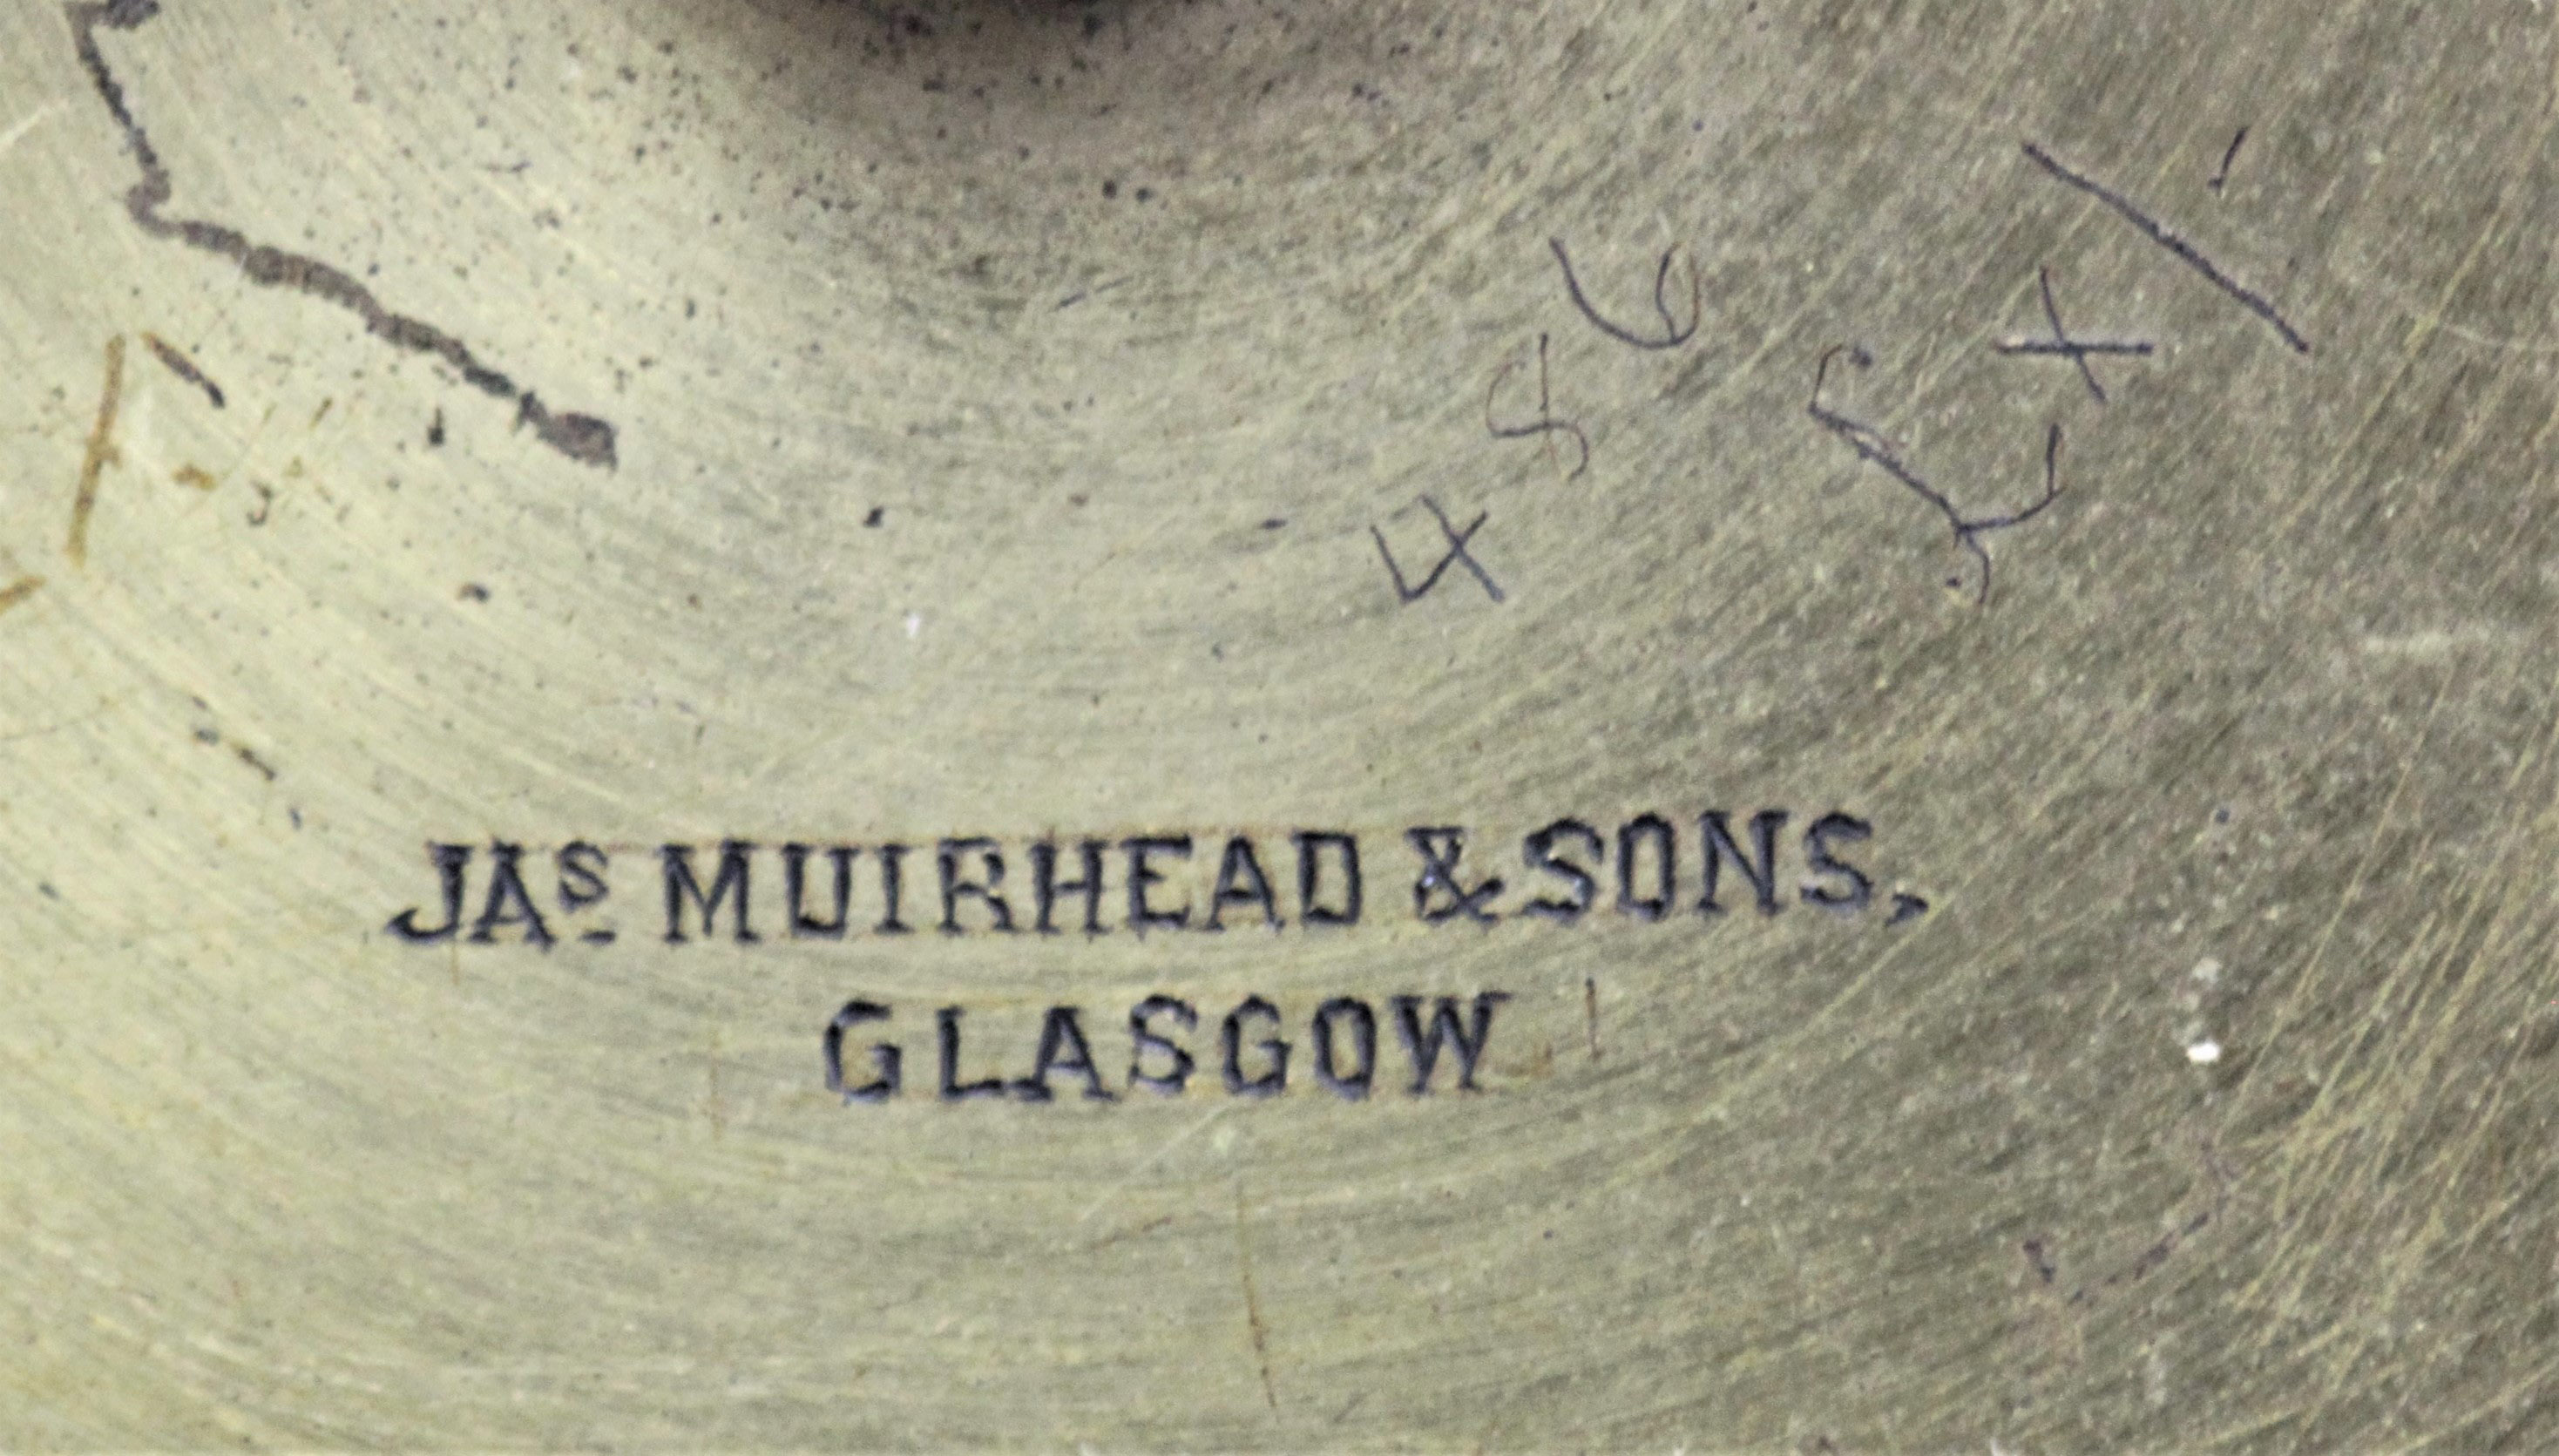 456
JAS MUIRHEAD & SONS,
GLASGOW